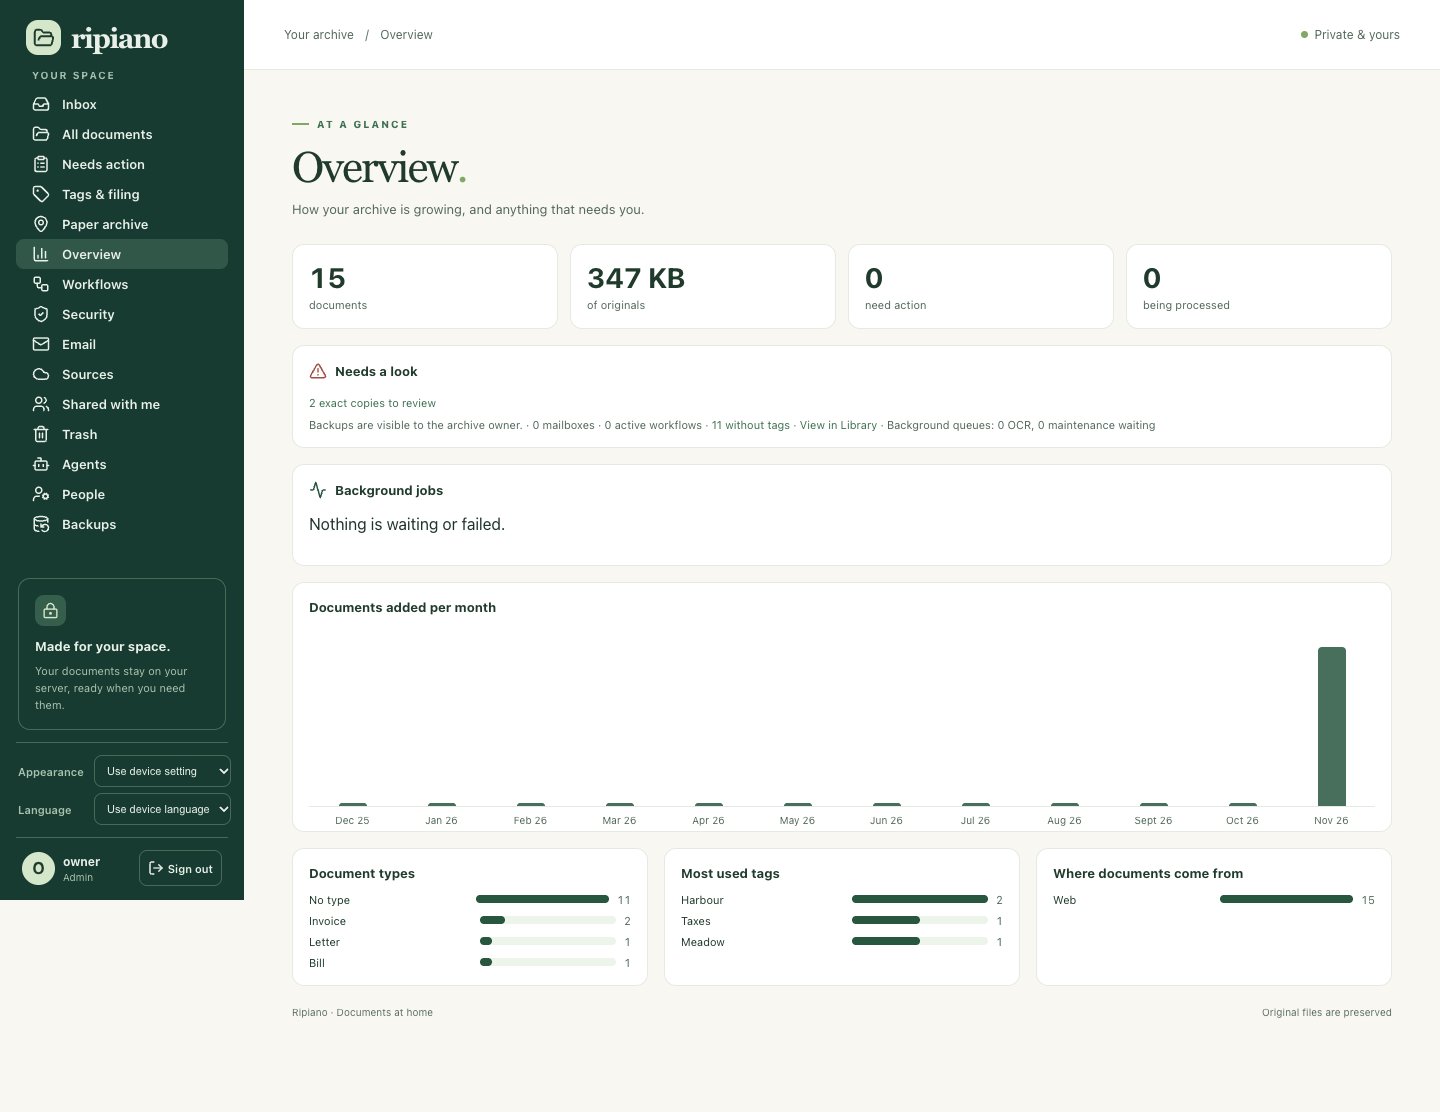 ripiano
YOUR SPACE
Inbox
All documents
Needs action
Tags & filing
Paper archive
Overview
Workflows
Security
Email
Sources
Shared with me
Trash
Agents
People
Backups
Made for your space.
Your documents stay on your
server, ready when you need
them.
Appearance Use device setting
Language Use device language
O owner
Admin
Sign out
Your archive / Overview
Private & yours
AT A GLANCE
Overview.
How your archive is growing, and anything that needs you.
15
documents
347 KB
of originals
0
need action
0
being processed
Needs a look
2 exact copies to review
Backups are visible to the archive owner. · 0 mailboxes · 0 active workflows · 11 without tags · View in Library · Background queues: 0 OCR, 0 maintenance waiting
Background jobs
Nothing is waiting or failed.
Documents added per month
Dec 25 Jan 26 Feb 26 Mar 26 Apr 26 May 26 Jun 26 Jul 26 Aug 26 Sept 26 Oct 26 Nov 26
Document types
No type 11
Invoice 2
Letter 1
Bill 1
Most used tags
Harbour 2
Taxes 1
Meadow 1
Where documents come from
Web 15
Ripiano · Documents at home
Original files are preserved